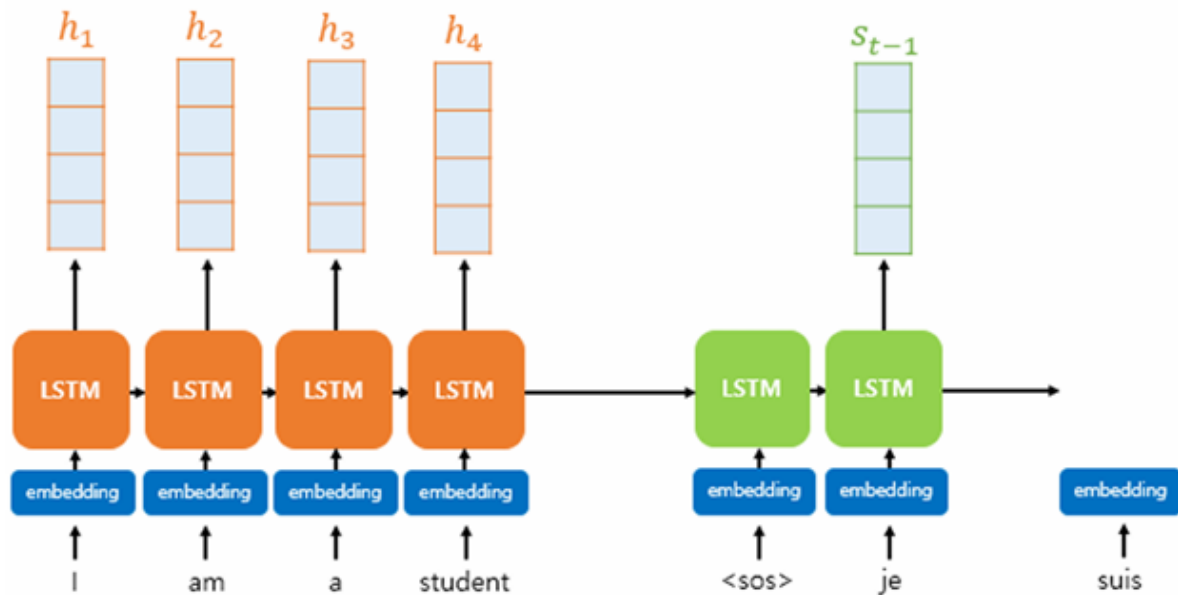 h₁ h₂ h₃ h₄ sₜ₋₁
LSTM LSTM LSTM LSTM LSTM LSTM
embedding embedding embedding embedding embedding embedding embedding
I am a student <sos> je suis